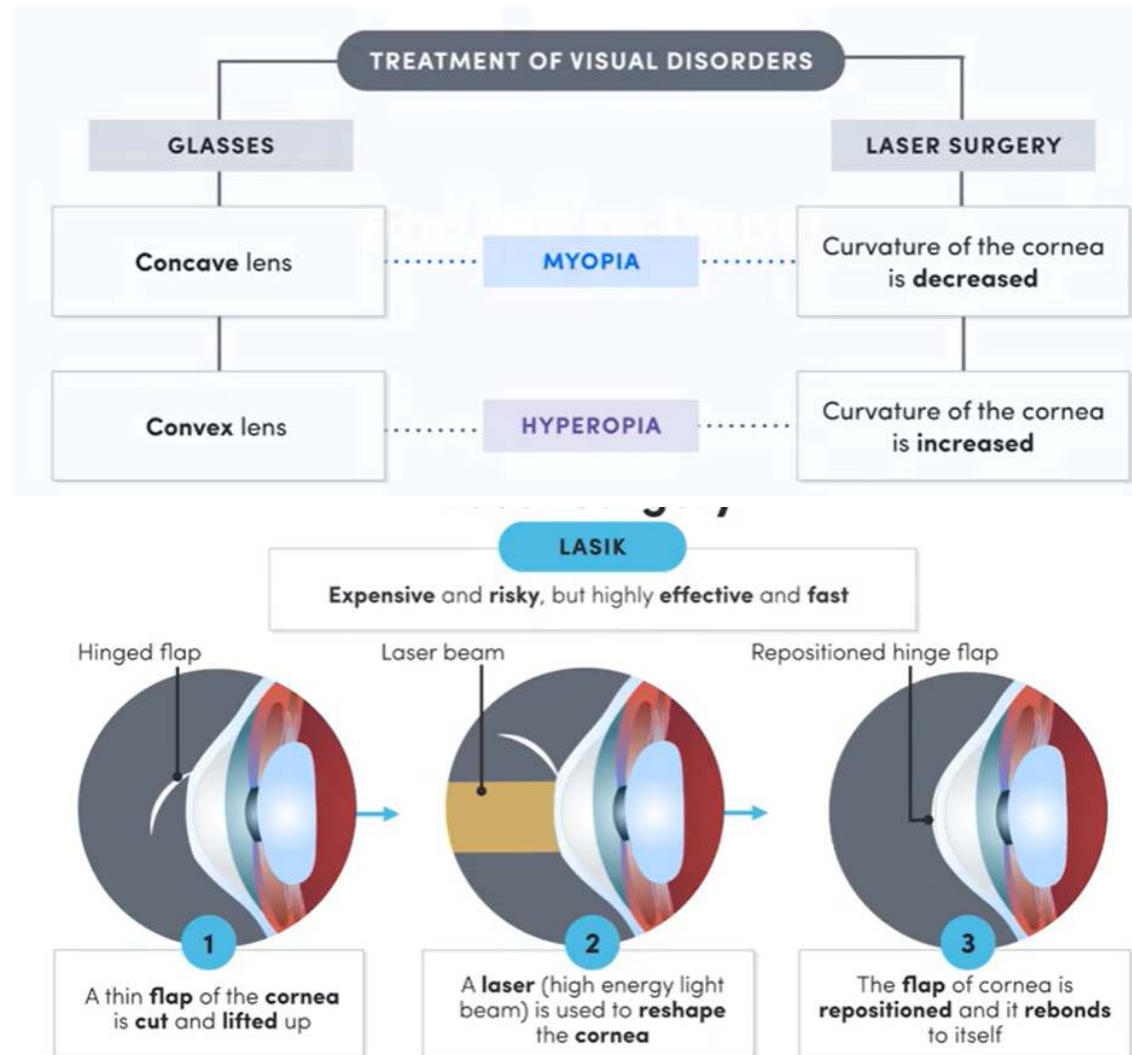 TREATMENT OF VISUAL DISORDERS
GLASSES
LASER SURGERY
Concave lens
MYOPIA
Curvature of the cornea
is decreased
Convex lens
HYPEROPIA
Curvature of the cornea
is increased
LASIK
Expensive and risky, but highly effective and fast
Hinged flap
Laser beam
Repositioned hinge flap
1
A thin flap of the cornea
is cut and lifted up
2
A laser (high energy light
beam) is used to reshape
the cornea
3
The flap of cornea is
repositioned and it rebonds
to itself